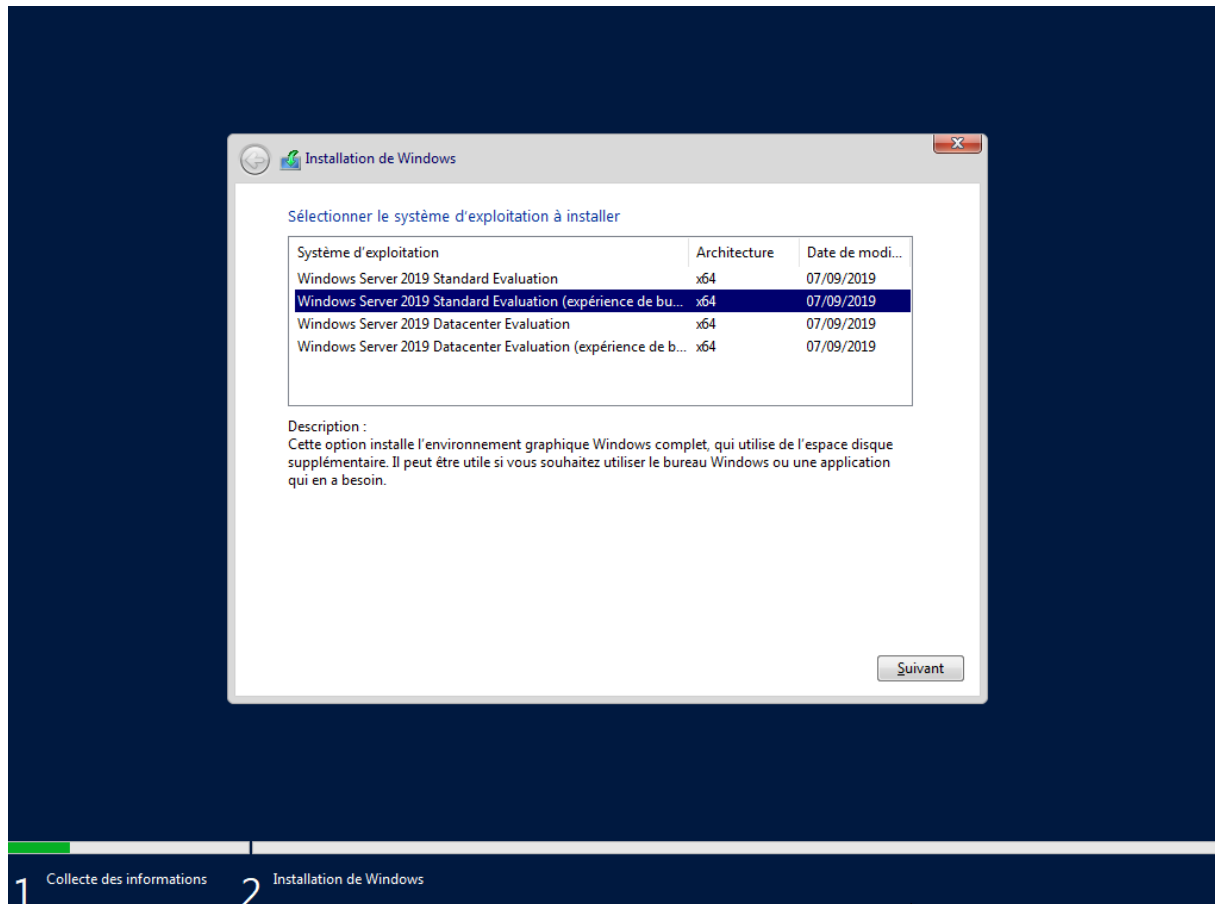 Installation de Windows
Sélectionner le système d'exploitation à installer
Système d'exploitation Architecture Date de modi...
Windows Server 2019 Standard Evaluation x64 07/09/2019
Windows Server 2019 Standard Evaluation (expérience de bu... x64 07/09/2019
Windows Server 2019 Datacenter Evaluation x64 07/09/2019
Windows Server 2019 Datacenter Evaluation (expérience de b... x64 07/09/2019
Description :
Cette option installe l'environnement graphique Windows complet, qui utilise de l'espace disque
supplémentaire. Il peut être utile si vous souhaitez utiliser le bureau Windows ou une application
qui en a besoin.
Suivant
1 Collecte des informations 2 Installation de Windows